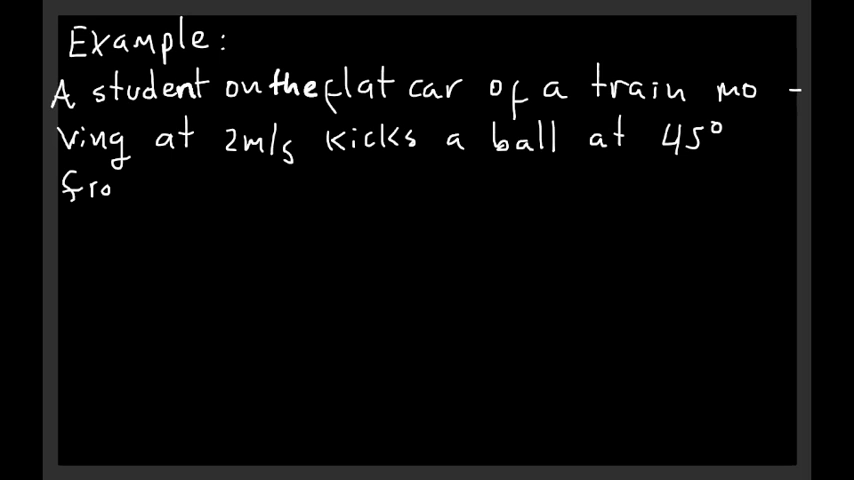 Example:
A student on the flat car of a train mo-
ving at 2m/s kicks a ball at 45°
fro